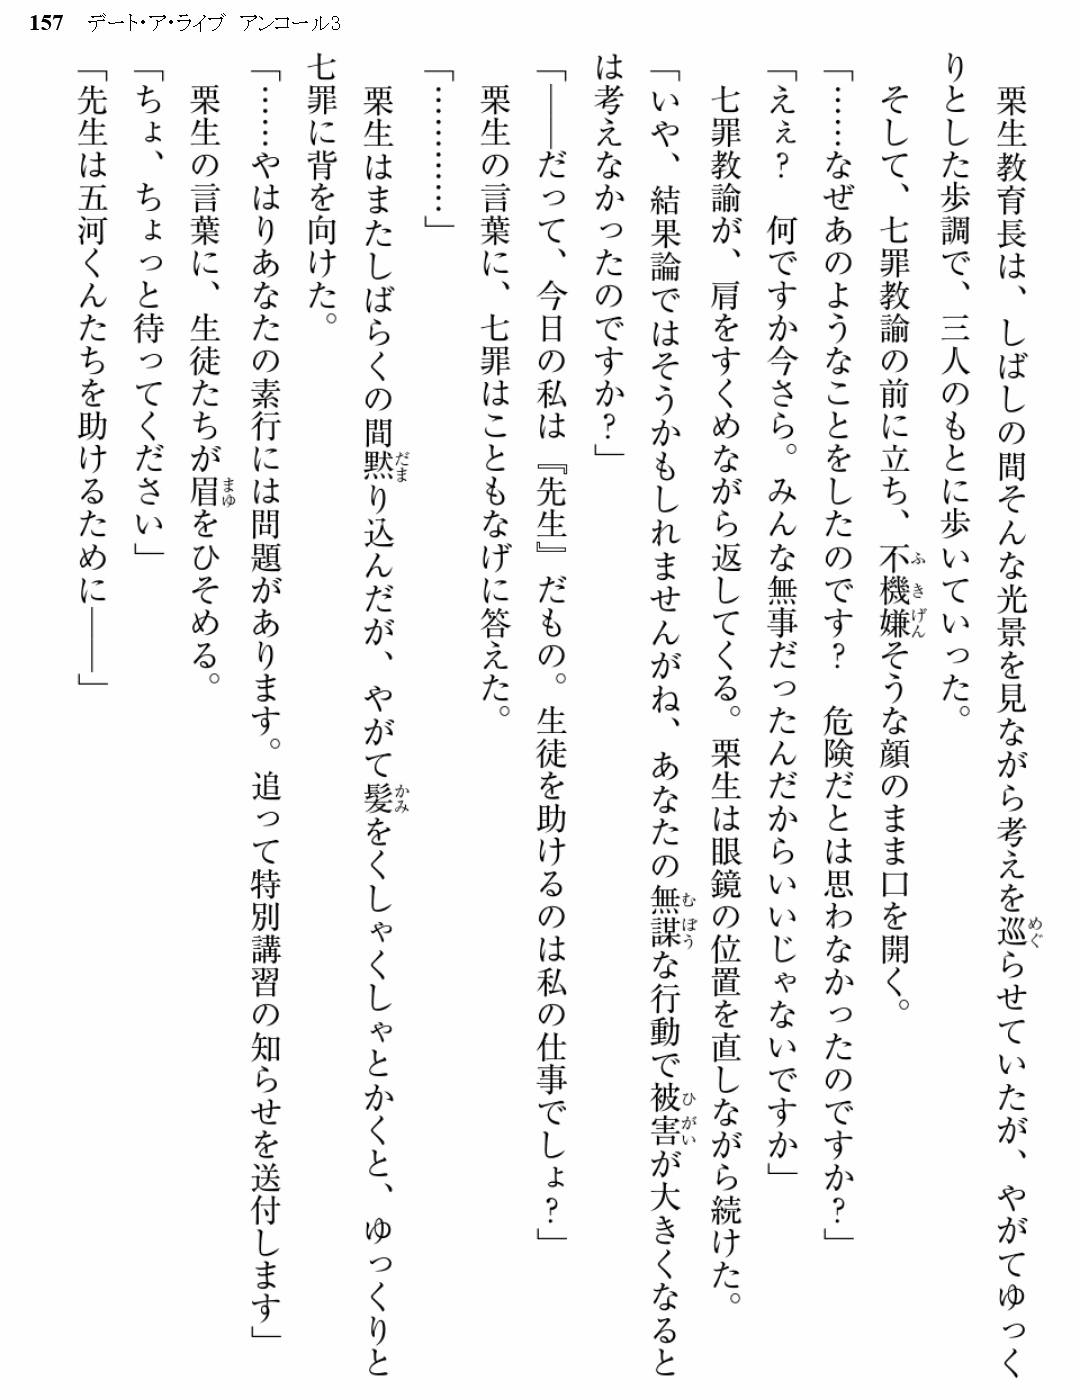 157 デート・ア・ライブ アンコール3
　栗生教育長は、しばしの間そんな光景を見ながら考えを巡らせていたが、やがてゆっく
りとした歩調で、三人のもとに歩いていった。
　そして、七罪教諭の前に立ち、不機嫌そうな顔のまま口を開く。
「……なぜあのようなことをしたのです？　危険だとは思わなかったのですか？」
「えぇ？　何ですか今さら。みんな無事だったんだからいいじゃないですか」
　七罪教諭が、肩をすくめながら返してくる。栗生は眼鏡の位置を直しながら続けた。
「いや、結果論ではそうかもしれませんがね、あなたの無謀な行動で被害が大きくなると
は考えなかったのですか？」
「――だって、今日の私は『先生』だもの。生徒を助けるのは私の仕事でしょ？」
　栗生の言葉に、七罪はこともなげに答えた。
「…………」
　栗生はまたしばらくの間黙り込んだが、やがて髪をくしゃくしゃとかくと、ゆっくりと
七罪に背を向けた。
「……やはりあなたの素行には問題があります。追って特別講習の知らせを送付します」
　栗生の言葉に、生徒たちが眉をひそめる。
「ちょ、ちょっと待ってください」
「先生は五河くんたちを助けるために――」